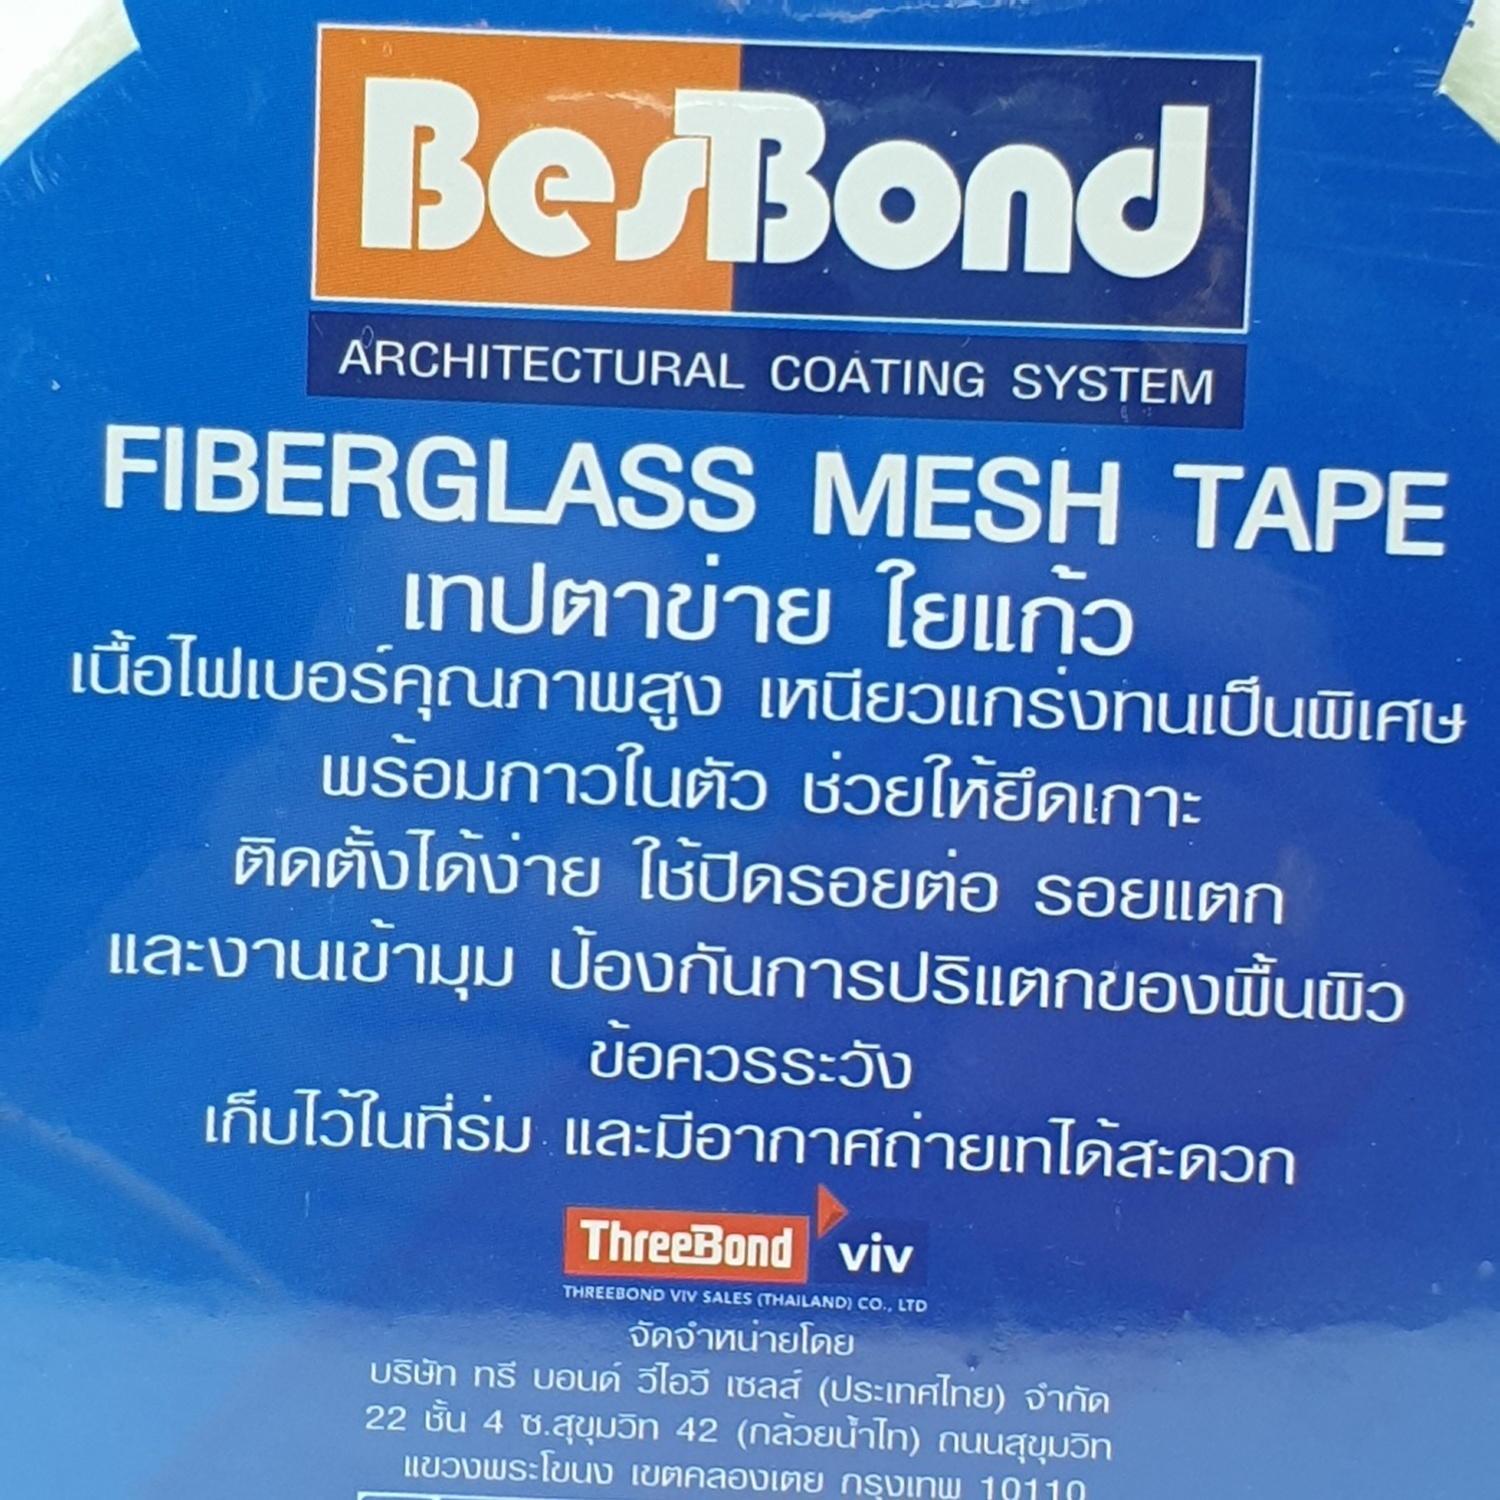 BesBond
ARCHITECTURAL COATING SYSTEM
FIBERGLASS MESH TAPE
เทปตาข่าย ใยแก้ว
เนื้อไฟเบอร์คุณภาพสูง เหนียวแกร่งทนเป็นพิเศษ
พร้อมกาวในตัว ช่วยให้ยึดเกาะ
ติดตั้งได้ง่าย ใช้ปิดรอยต่อ รอยแตก
และงานเข้ามุม ป้องกันการปริแตกของพื้นผิว
ข้อควรระวัง
เก็บไว้ในที่ร่ม และมีอากาศถ่ายเทได้สะดวก
ThreeBond viv
THREEBOND VIV SALES (THAILAND) CO., LTD
จัดจำหน่ายโดย
บริษัท ทรี บอนด์ วีไอวี เซลส์ (ประเทศไทย) จำกัด
22 ชั้น 4 ซ.สุขุมวิท 42 (กล้วยน้ำไท) ถนนสุขุมวิท
แขวงพระโขนง เขตคลองเตย กรุงเทพ 10110